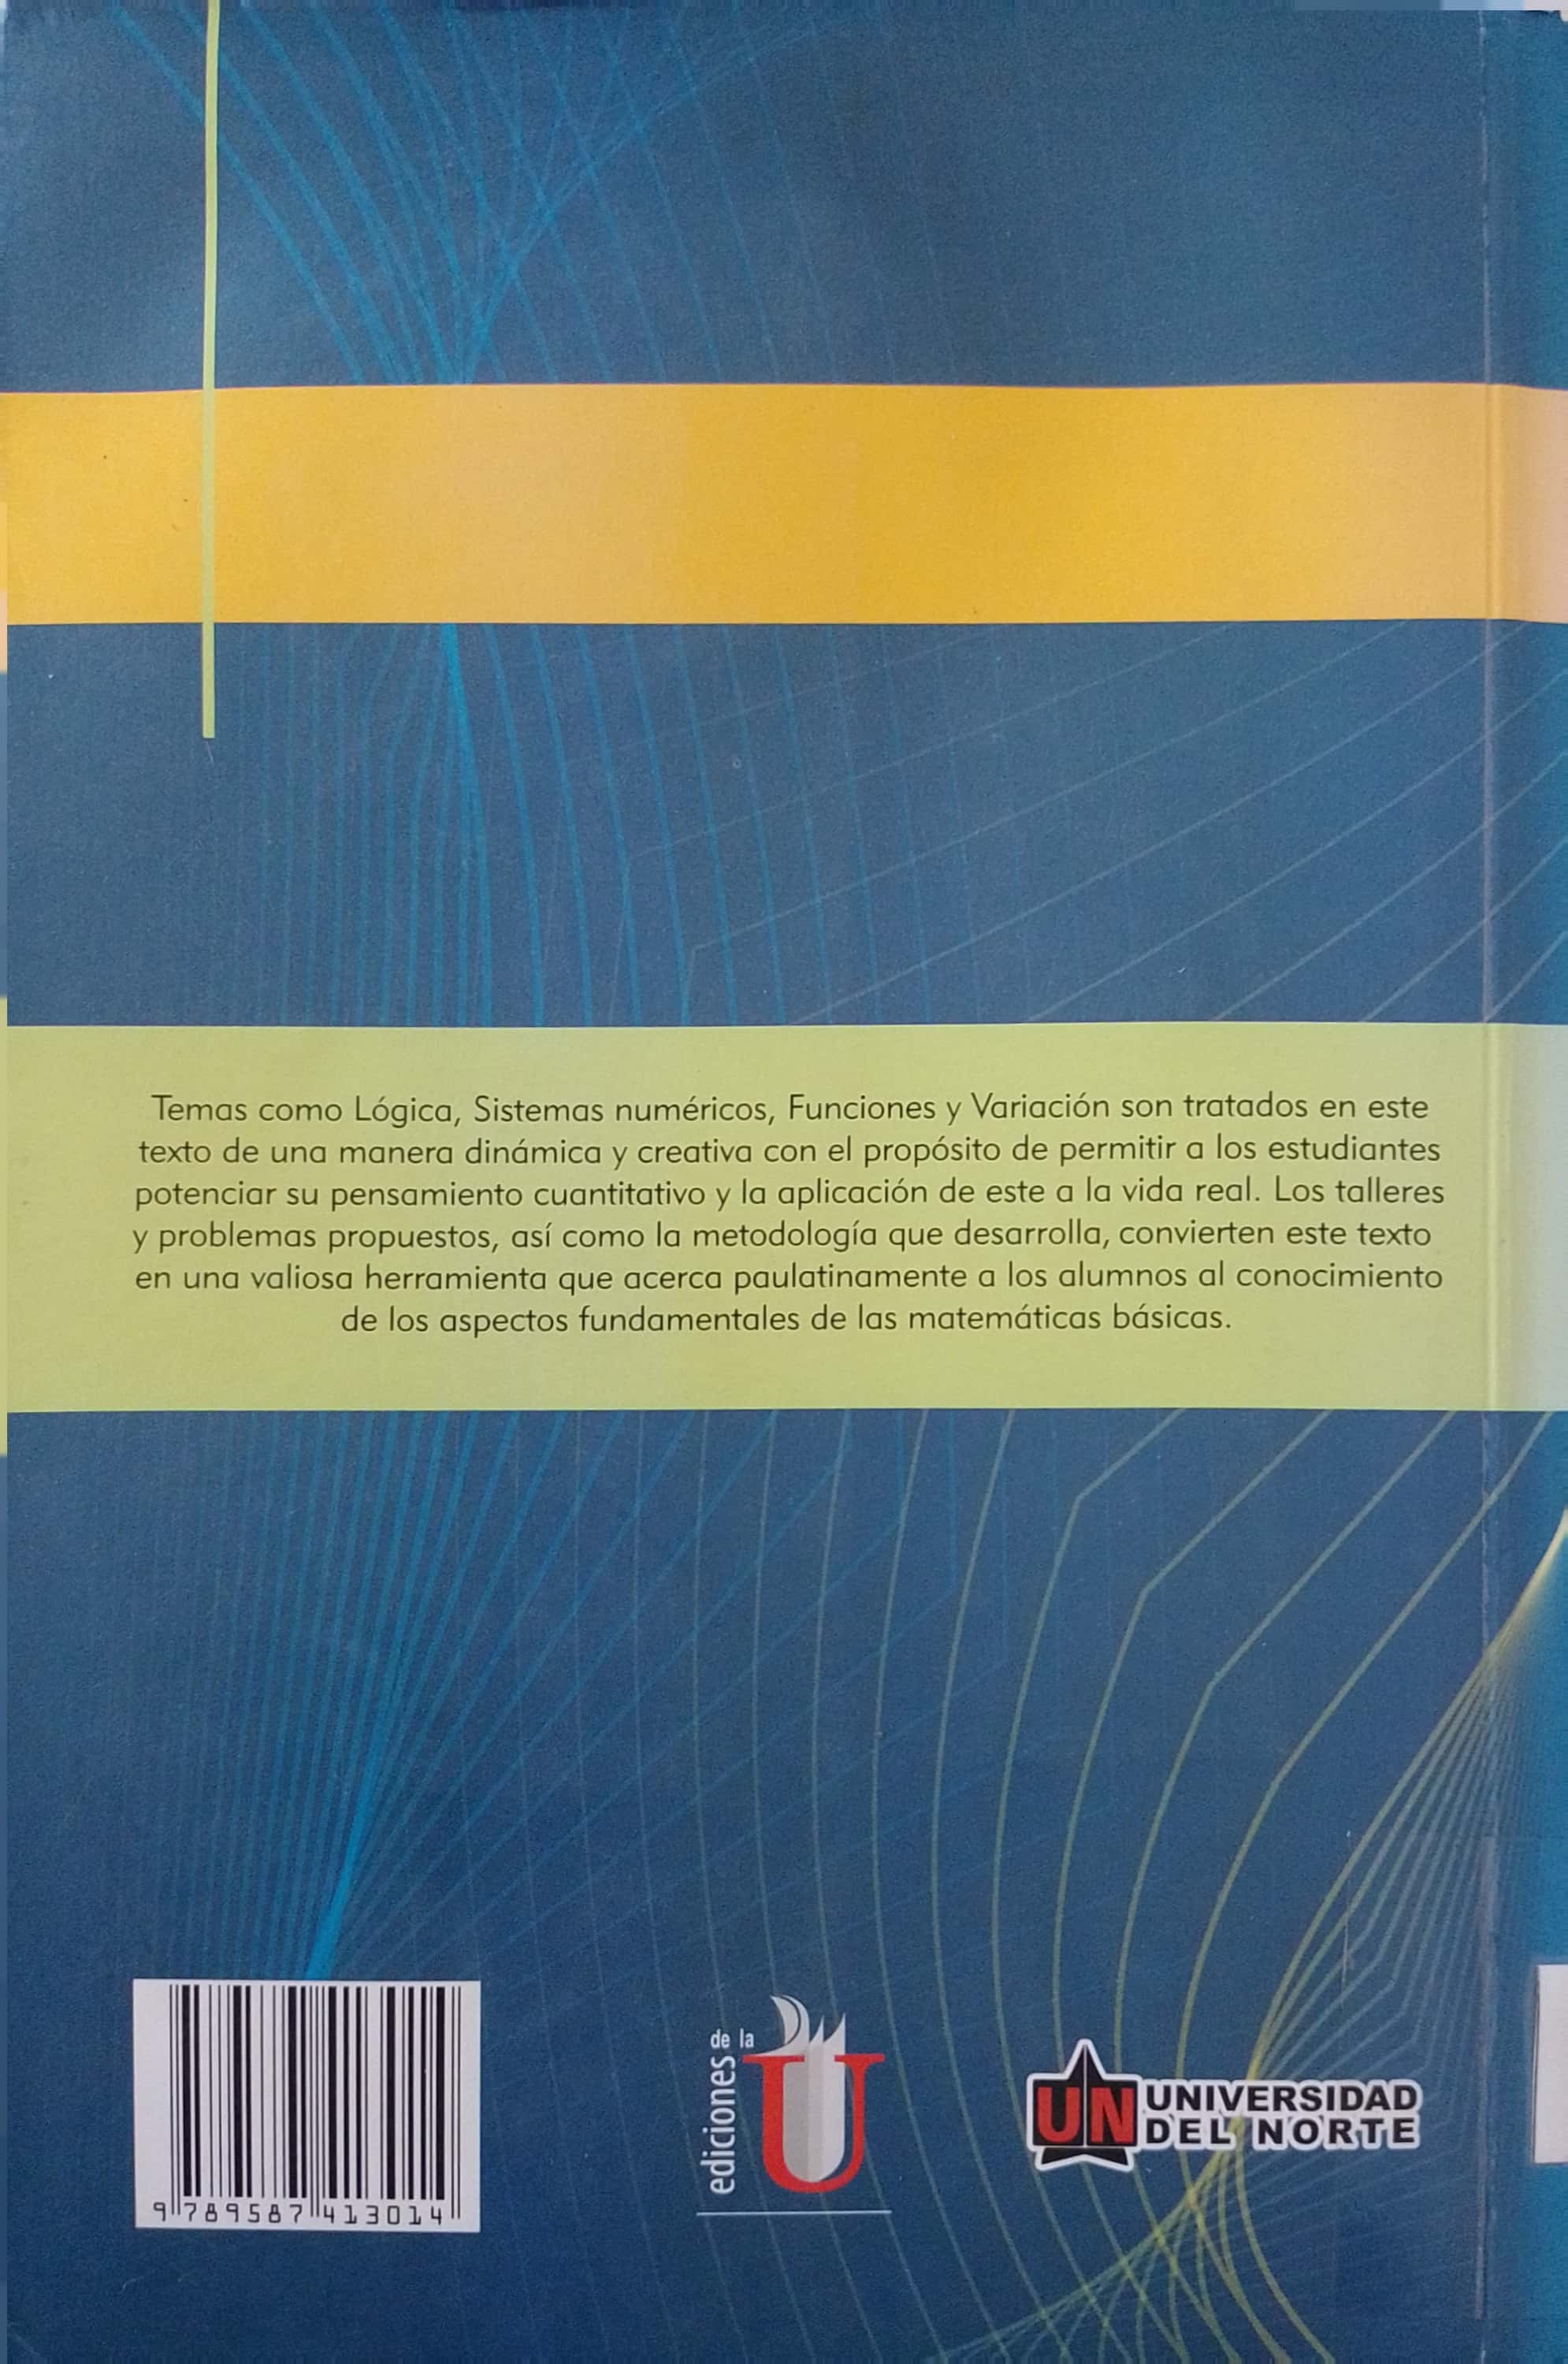 Temas como Lógica, Sistemas numéricos, Funciones y Variación son tratados en este
texto de una manera dinámica y creativa con el propósito de permitir a los estudiantes
potenciar su pensamiento cuantitativo y la aplicación de este a la vida real. Los talleres
y problemas propuestos, así como la metodología que desarrolla, convierten este texto
en una valiosa herramienta que acerca paulatinamente a los alumnos al conocimiento
de los aspectos fundamentales de las matemáticas básicas.
9 789587 413014
ediciones
de la
U
UN
UNIVERSIDAD
DEL NORTE